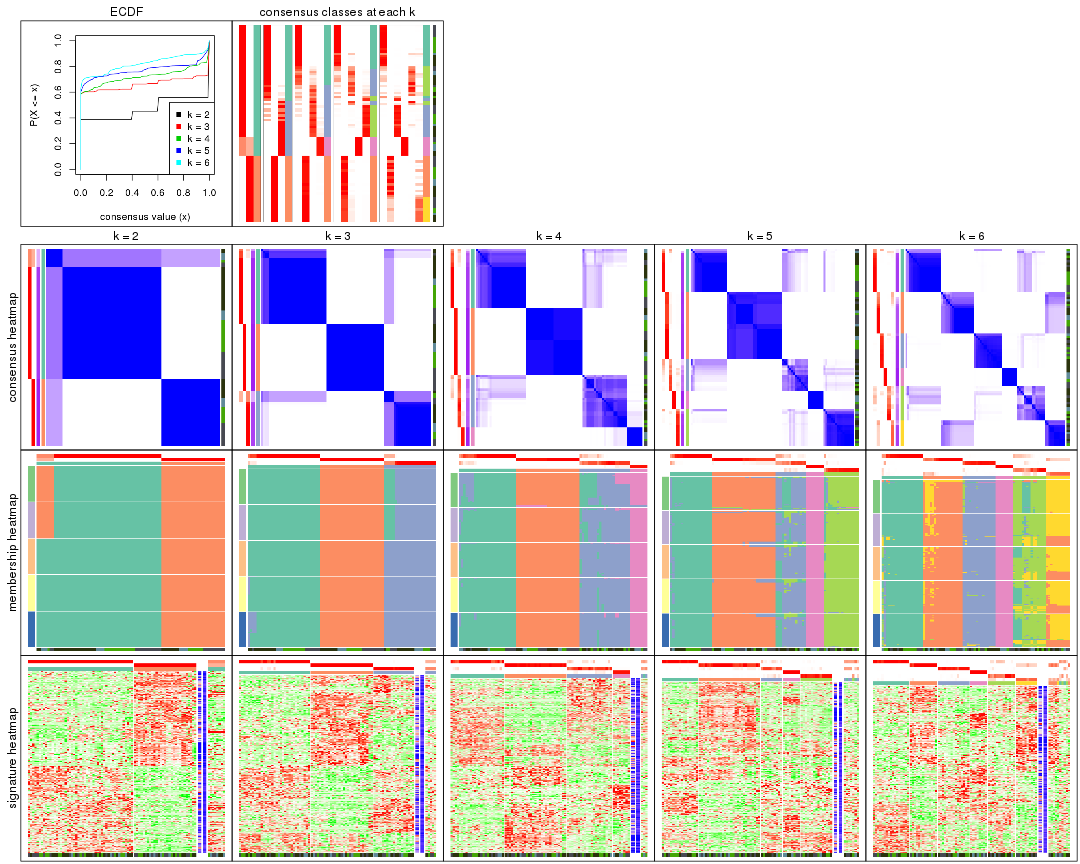 ECDF
consensus classes at each k
P(X <= x)
1.0
0.8
0.6
0.4
0.2
0.0
k = 2
k = 3
k = 4
k = 5
k = 6
0.0 0.2 0.4 0.6 0.8 1.0
consensus value (x)
k = 2
k = 3
k = 4
k = 5
k = 6
consensus heatmap
membership heatmap
signature heatmap